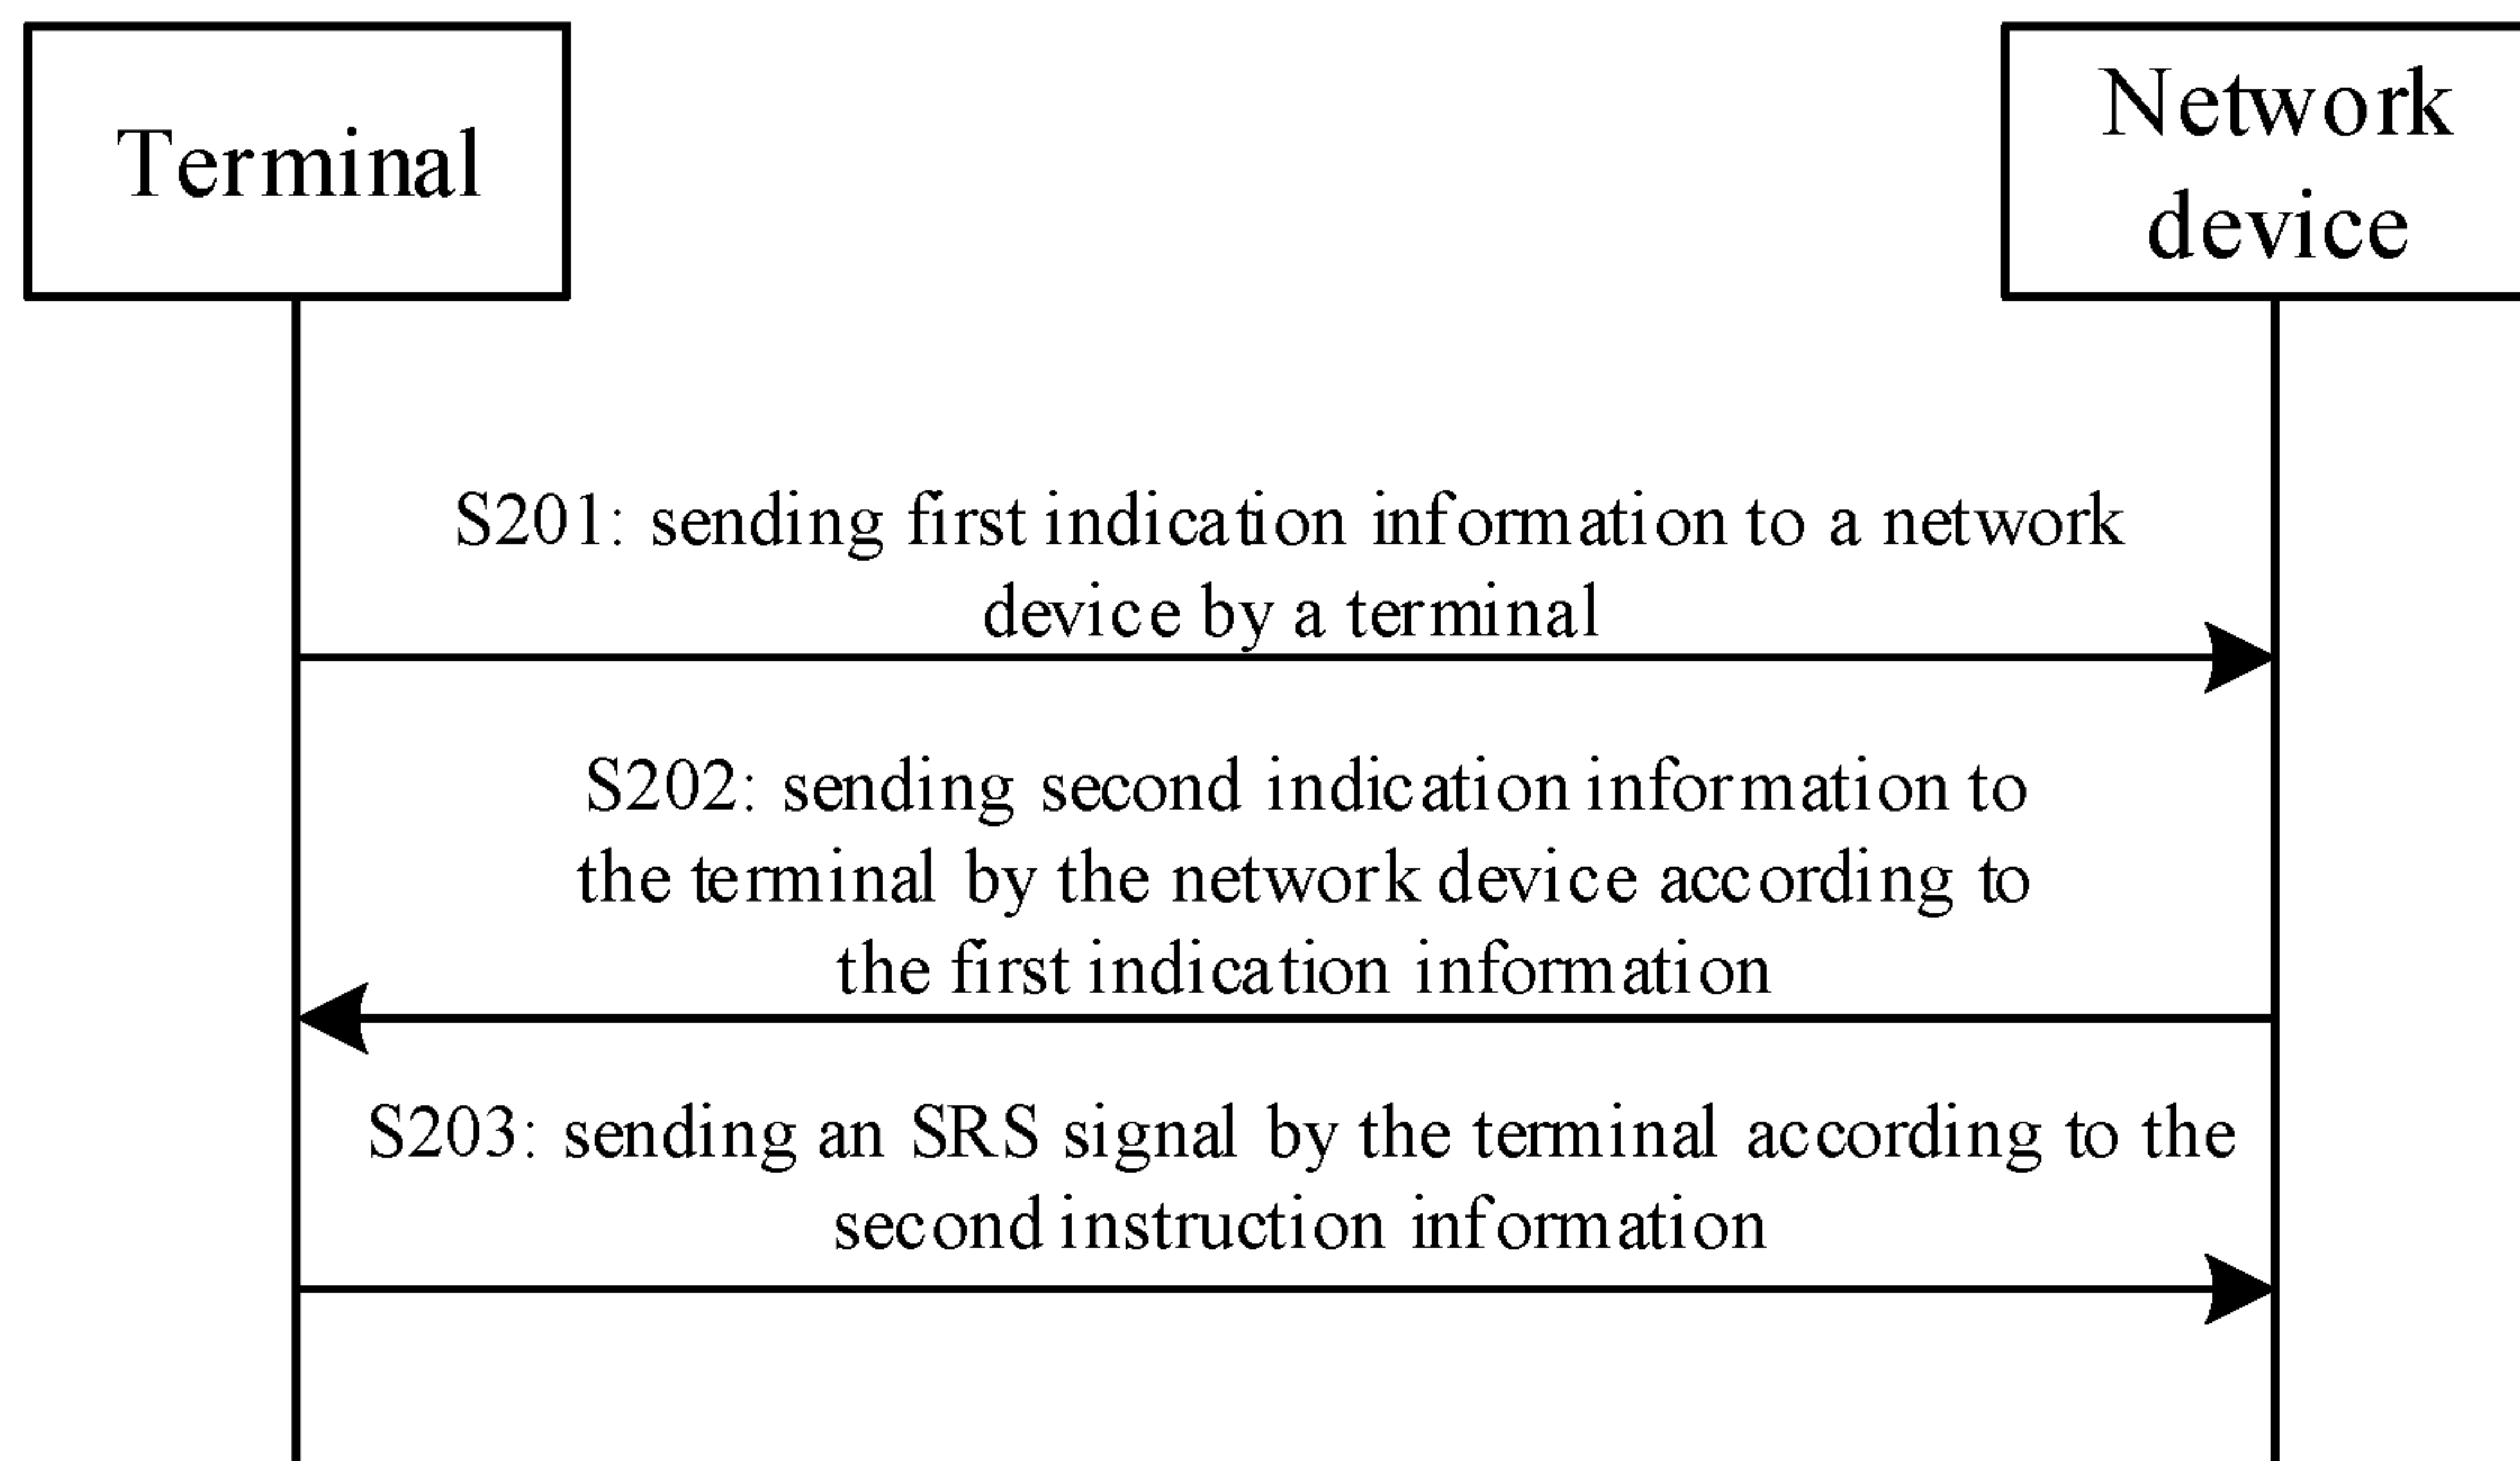 Terminal
Network
device
S201: sending first indication information to a network
device by a terminal
S202: sending second indication information to
the terminal by the network device according to
the first indication information
S203: sending an SRS signal by the terminal according to the
second instruction information